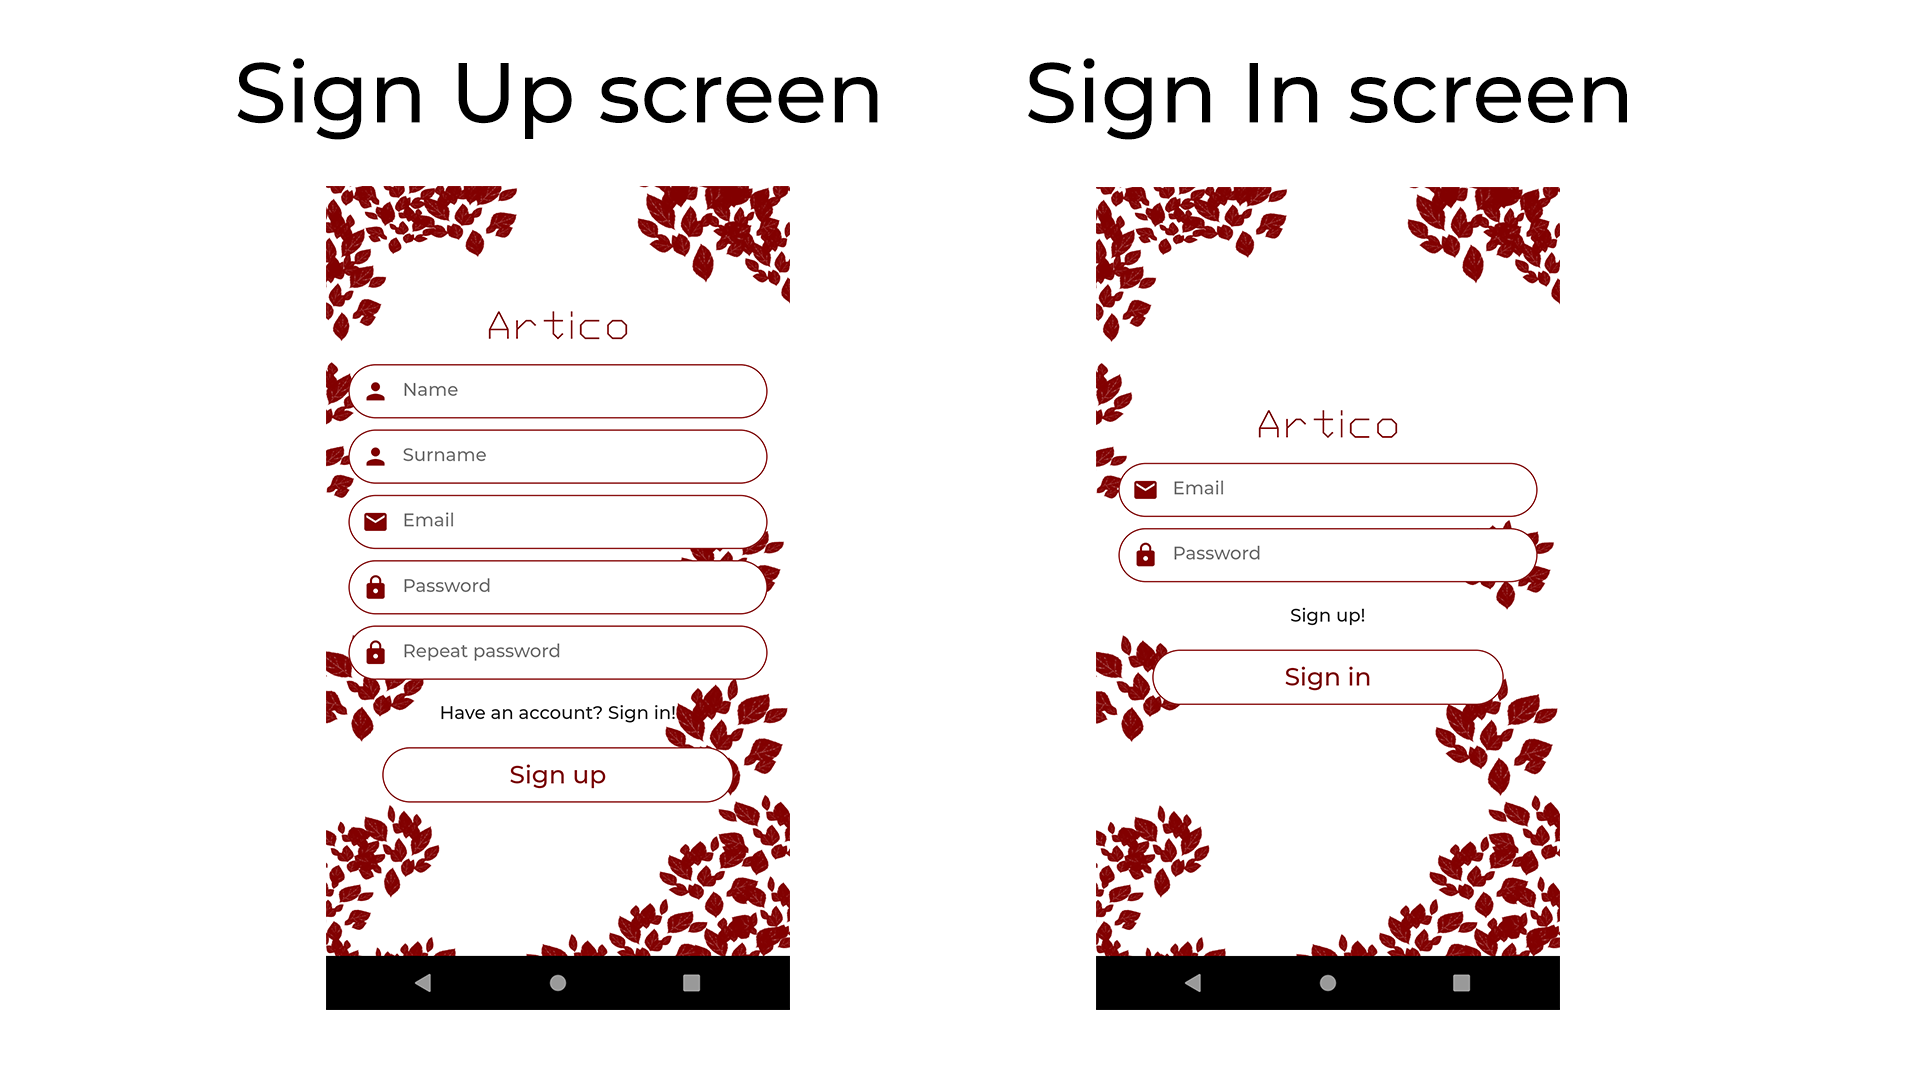 Sign Up screen
Artico
Name
Surname
Email
Password
Repeat password
Have an account? Sign in!
Sign up
Sign In screen
Artico
Email
Password
Sign up!
Sign in